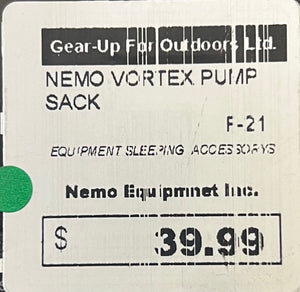 Gear-Up For Outdoors Ltd.
NEMO VORTEX PUMP
SACK
F-21
EQUIPMENT SLEEPING ACCESSORYS
Nemo Equipmnet Inc.
$ 39.99